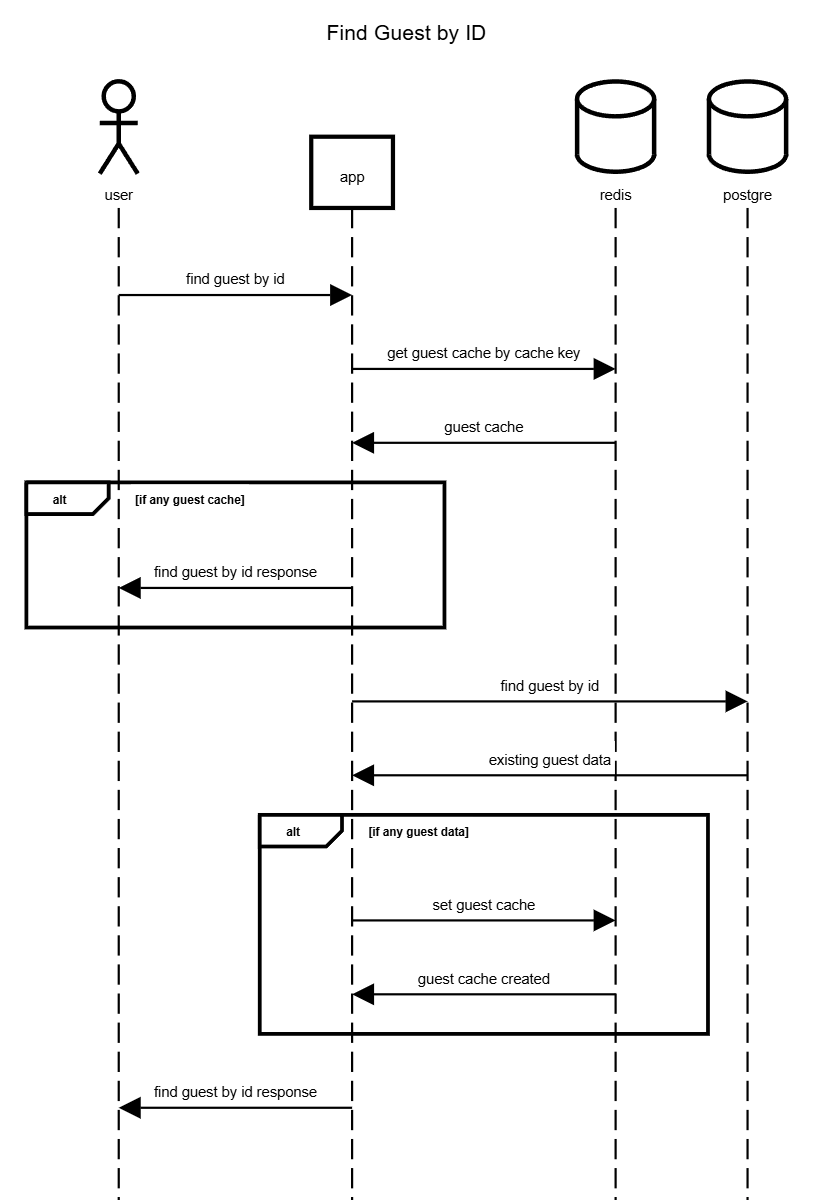 Find Guest by ID
user
app
redis
postgre
find guest by id
get guest cache by cache key
guest cache
alt
[if any guest cache]
find guest by id response
find guest by id
existing guest data
alt
[if any guest data]
set guest cache
guest cache created
find guest by id response